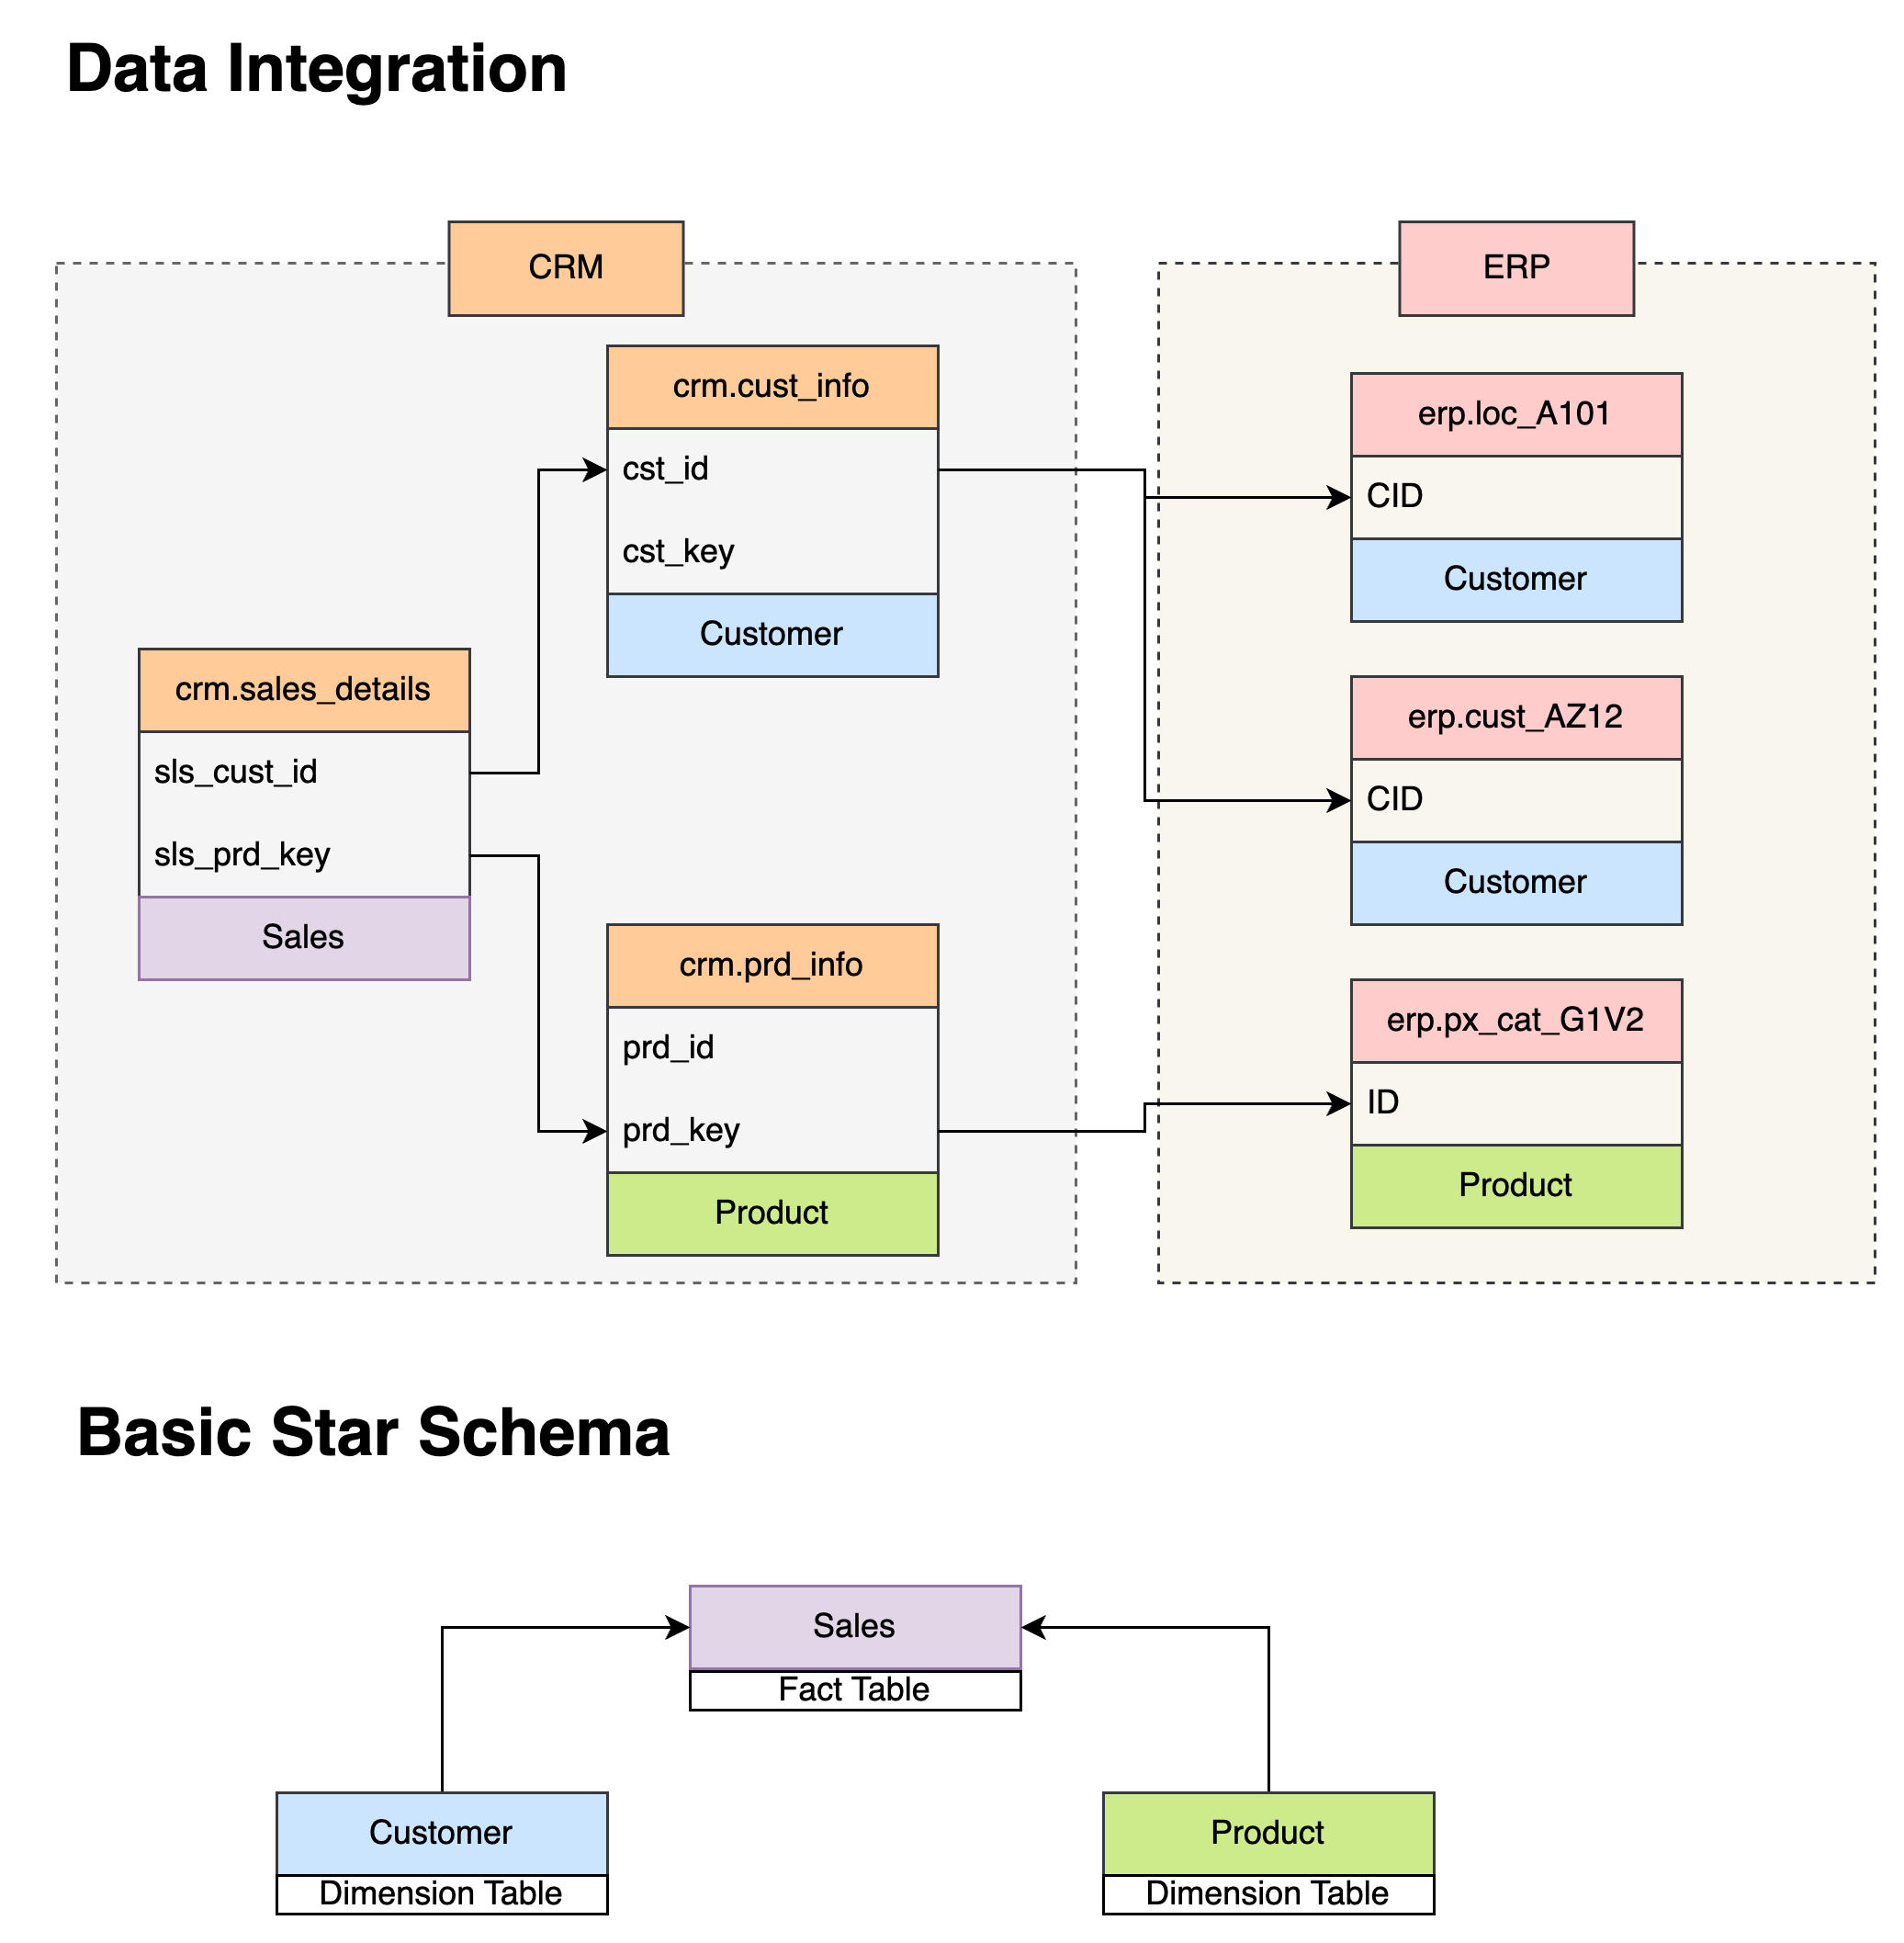 Data Integration
CRM
crm.cust_info
cst_id
cst_key
Customer
crm.sales_details
sls_cust_id
sls_prd_key
Sales
crm.prd_info
prd_id
prd_key
Product
ERP
erp.loc_A101
CID
Customer
erp.cust_AZ12
CID
Customer
erp.px_cat_G1V2
ID
Product
Basic Star Schema
Sales
Fact Table
Customer
Dimension Table
Product
Dimension Table